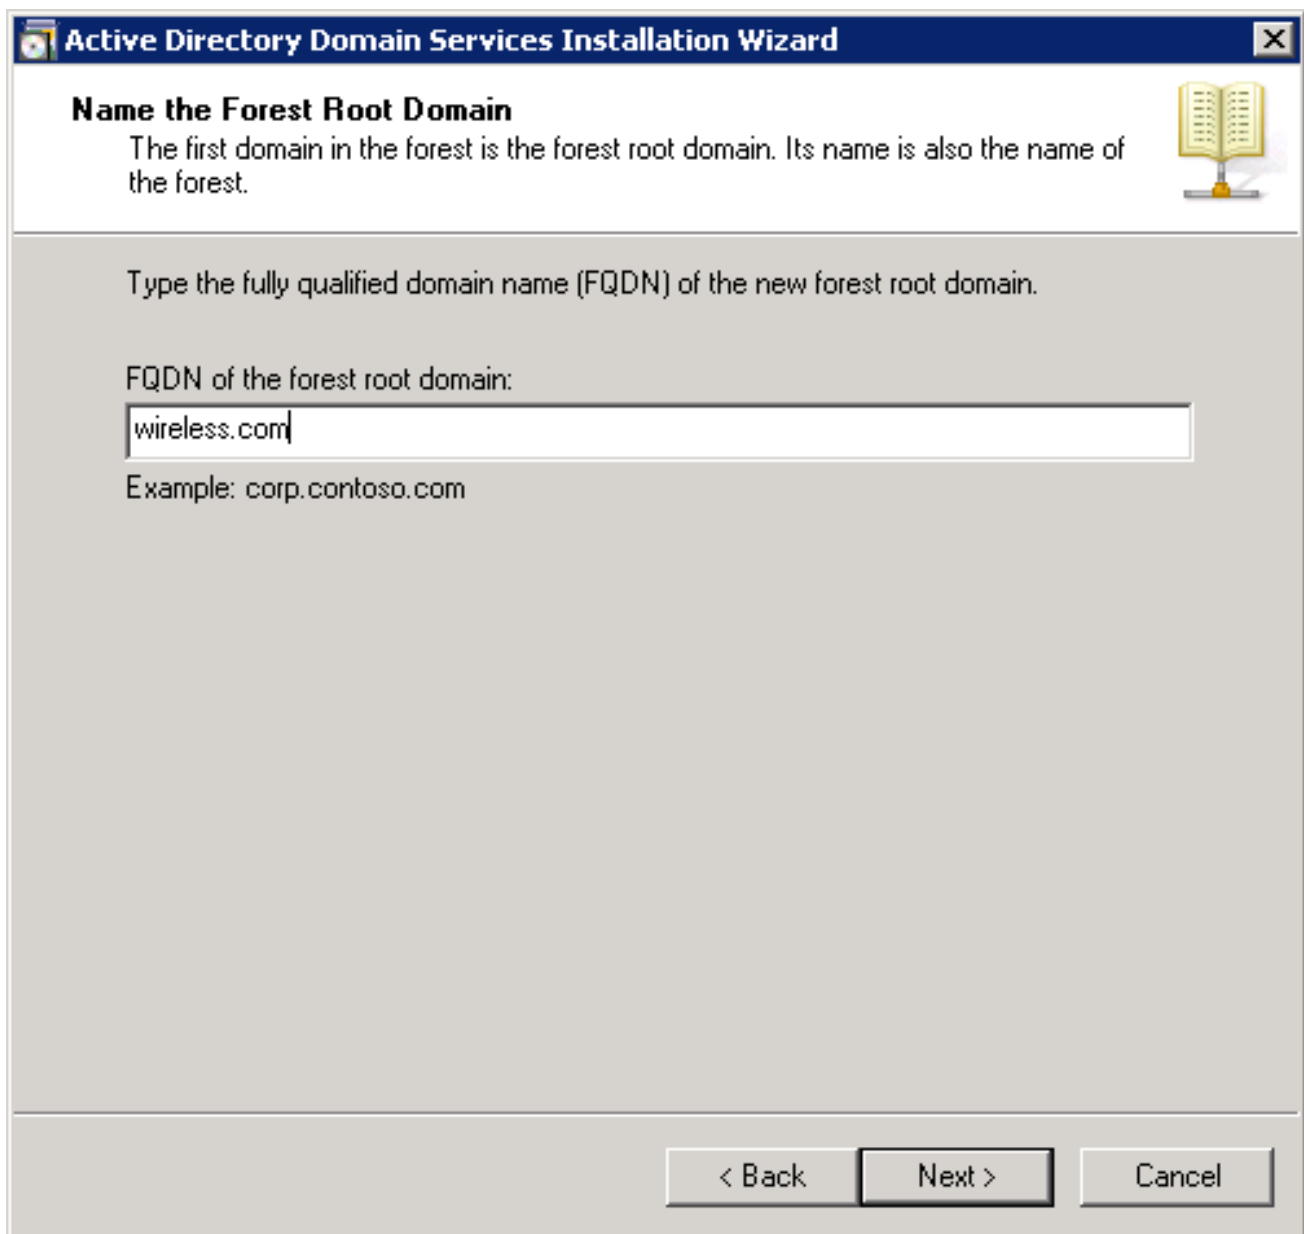 Active Directory Domain Services Installation Wizard
Name the Forest Root Domain
The first domain in the forest is the forest root domain. Its name is also the name of
the forest.
Type the fully qualified domain name (FQDN) of the new forest root domain.
FQDN of the forest root domain:
wireless.com
Example: corp.contoso.com
< Back
Next >
Cancel